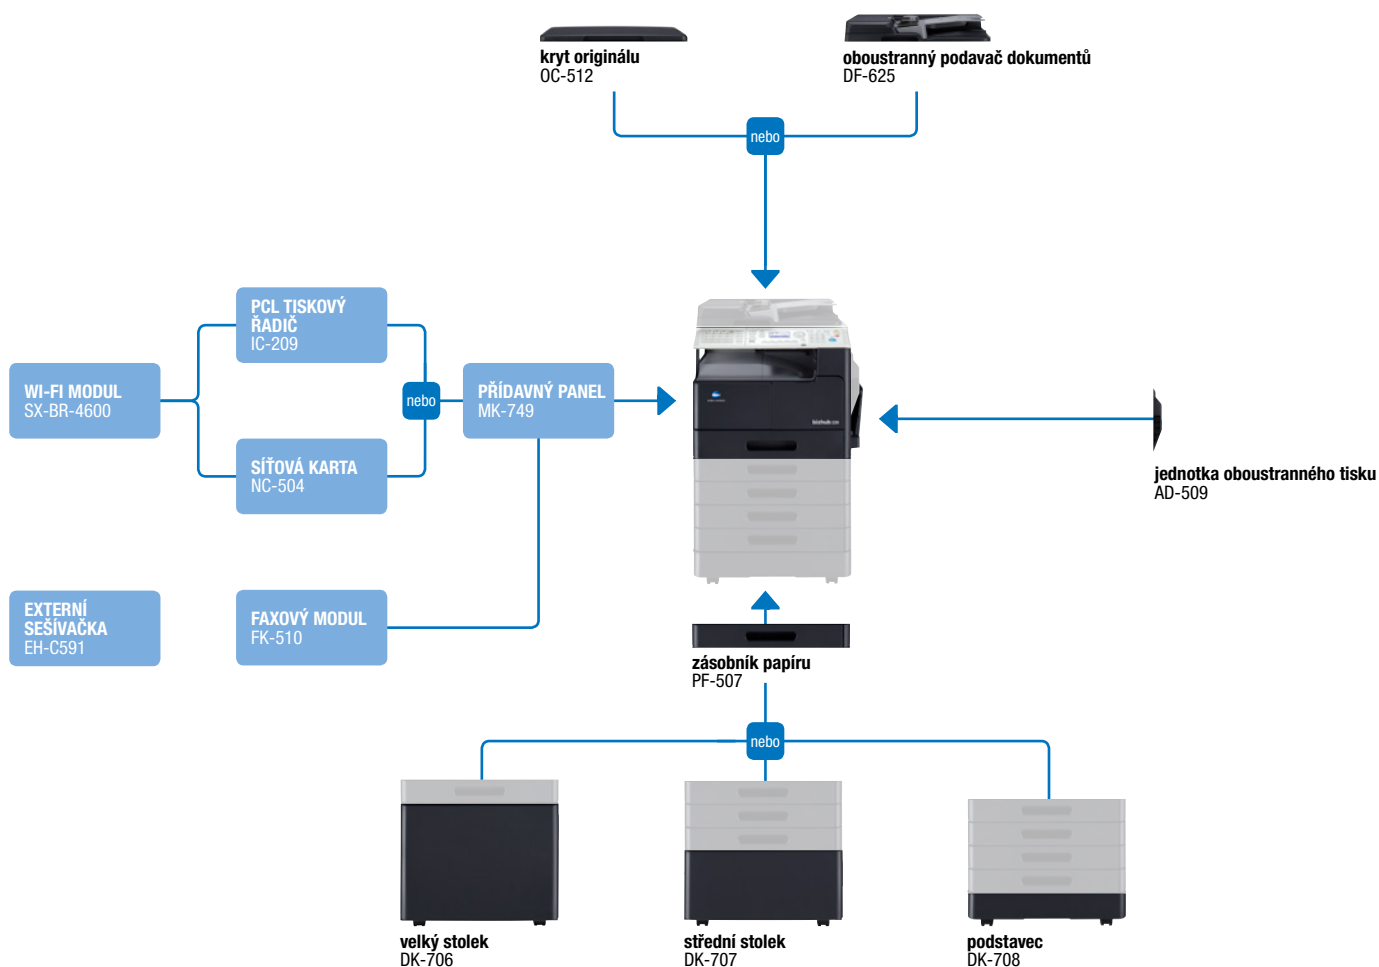 kryt originálu
OC-512
oboustranný podavač dokumentů
DF-625
nebo
PCL TISKOVÝ
ŘADIČ
IC-209
WI-FI MODUL
SX-BR-4600
nebo
PŘÍDAVNÝ PANEL
MK-749
SÍŤOVÁ KARTA
NC-504
bizhub
jednotka oboustranného tisku
AD-509
EXTERNÍ
SEŠÍVAČKA
EH-C591
FAXOVÝ MODUL
FK-510
zásobník papíru
PF-507
nebo
velký stolek
DK-706
střední stolek
DK-707
podstavec
DK-708